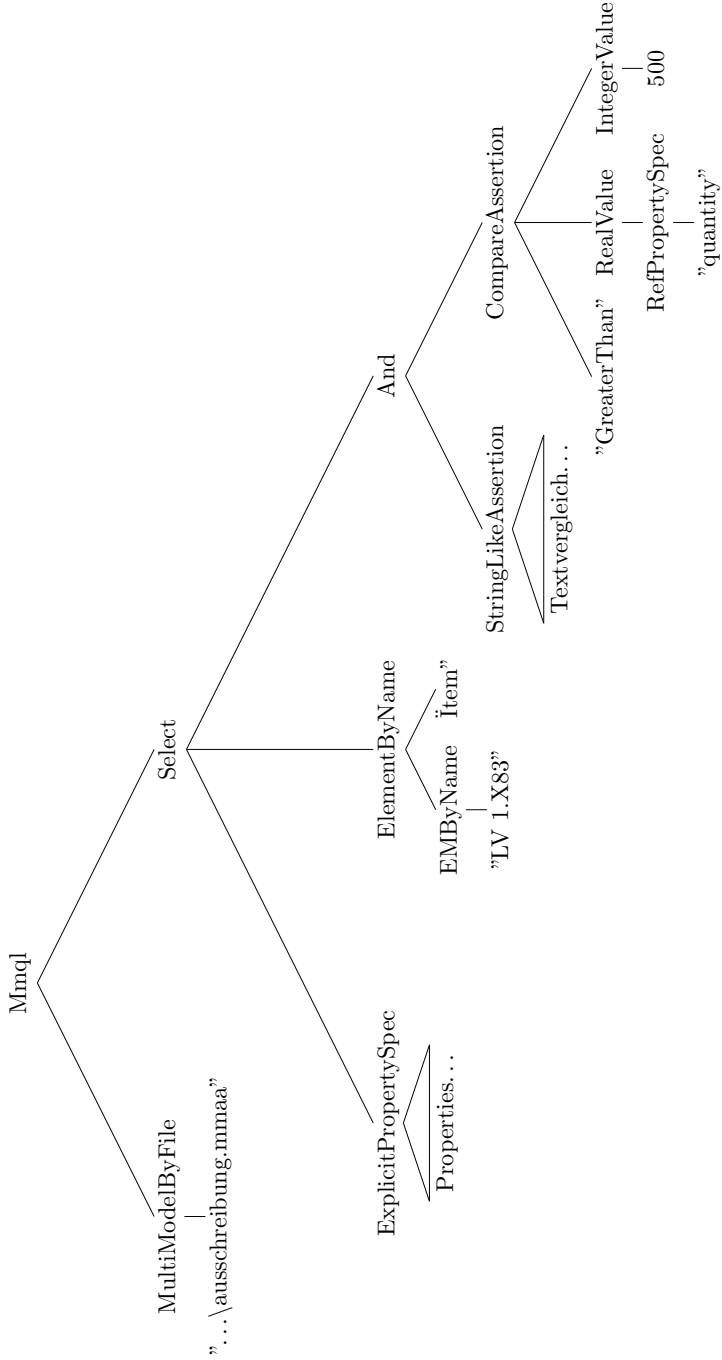 Mmql
MultiModelByFile
"...\ausschreibung.mmaa"
Select
ExplicitPropertySpec
Properties...
ElementByName
EMByName
"LV 1.X83"
Ïtem"
And
StringLikeAssertion
Textvergleich...
CompareAssertion
"GreaterThan"
RealValue
RefPropertySpec
"quantity"
IntegerValue
500